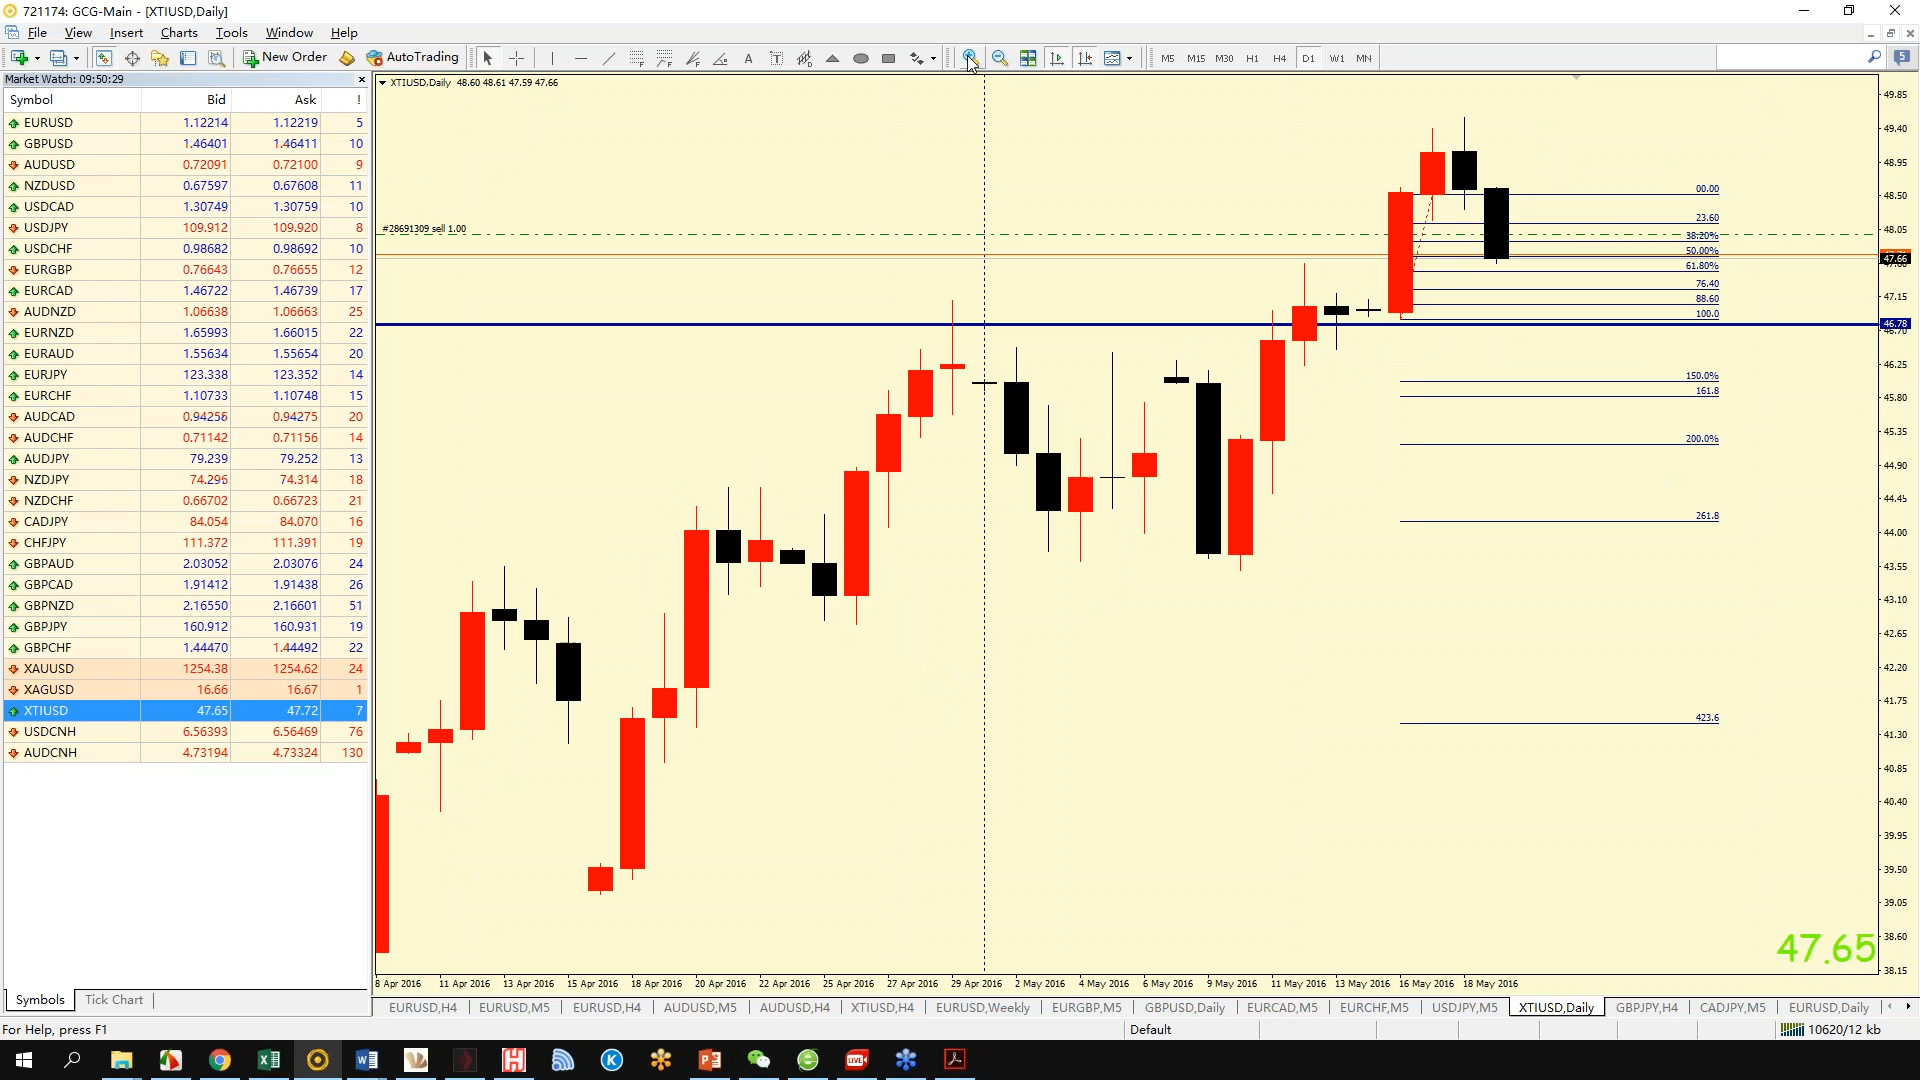 721174: GCG-Main - [XTIUSD,Daily]
File View Insert Charts Tools Window Help
New Order AutoTrading M5 M15 M30 H1 H4 D1 W1 MN 5
Market Watch: 09:50:29
Symbol Bid Ask !
EURUSD 1.12214 1.12219 5
GBPUSD 1.46401 1.46411 10
AUDUSD 0.72091 0.72100 9
NZDUSD 0.67597 0.67608 11
USDCAD 1.30749 1.30759 10
USDJPY 109.912 109.920 8
USDCHF 0.98682 0.98692 10
EURGBP 0.76643 0.76655 12
EURCAD 1.46722 1.46739 17
AUDNZD 1.06638 1.06663 25
EURNZD 1.65993 1.66015 22
EURAUD 1.55634 1.55654 20
EURJPY 123.338 123.352 14
EURCHF 1.10733 1.10748 15
AUDCAD 0.94256 0.94275 20
AUDCHF 0.71142 0.71156 14
AUDJPY 79.239 79.252 13
NZDJPY 74.296 74.314 18
NZDCHF 0.66702 0.66723 21
CADJPY 84.054 84.070 16
CHFJPY 111.372 111.391 19
GBPAUD 2.03052 2.03076 24
GBPCAD 1.91412 1.91438 26
GBPNZD 2.16550 2.16601 51
GBPJPY 160.912 160.931 19
GBPCHF 1.44470 1.44492 22
XAUUSD 1254.38 1254.62 24
XAGUSD 16.66 16.67 1
XTIUSD 47.65 47.72 7
USDCNH 6.56393 6.56469 76
AUDCNH 4.73194 4.73324 130
Symbols Tick Chart
XTIUSD,Daily 48.60 48.61 47.59 47.66
#28691309 sell 1.00
00.00
23.60
38.20%
50.00%
61.80%
76.40
88.60
100.0
150.0%
161.8
200.0%
261.8
423.6
49.85
49.40
48.95
48.50
48.05
47.66
47.15
46.78
46.70
46.25
45.80
45.35
44.90
44.45
44.00
43.55
43.10
42.65
42.20
41.75
41.30
40.85
40.40
39.95
39.50
39.05
38.60
38.15
47.65
8 Apr 2016 11 Apr 2016 13 Apr 2016 15 Apr 2016 18 Apr 2016 20 Apr 2016 22 Apr 2016 25 Apr 2016 27 Apr 2016 29 Apr 2016 2 May 2016 4 May 2016 6 May 2016 9 May 2016 11 May 2016 13 May 2016 16 May 2016 18 May 2016
EURUSD,H4 EURUSD,M5 EURUSD,H4 AUDUSD,M5 AUDUSD,H4 XTIUSD,H4 EURUSD,Weekly EURGBP,M5 GBPUSD,Daily EURCAD,M5 EURCHF,M5 USDJPY,M5 XTIUSD,Daily GBPJPY,H4 CADJPY,M5 EURUSD,Daily
For Help, press F1 Default 10620/12 kb